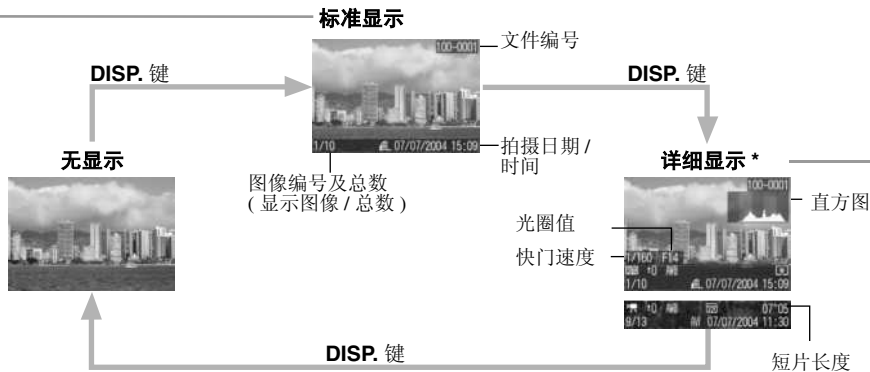 标准显示
100-0001
文件编号
DISP. 键
DISP. 键
1/10 07/07/2004 15:09
拍摄日期 /
时间
无显示
详细显示 *
图像编号及总数
( 显示图像 / 总数 )
100-0001
直方图
光圈值
快门速度
1/160 F14
±0
1/10 07/07/2004 15:09
±0 07"05
9/13 07/07/2004 11:30
DISP. 键
短片长度